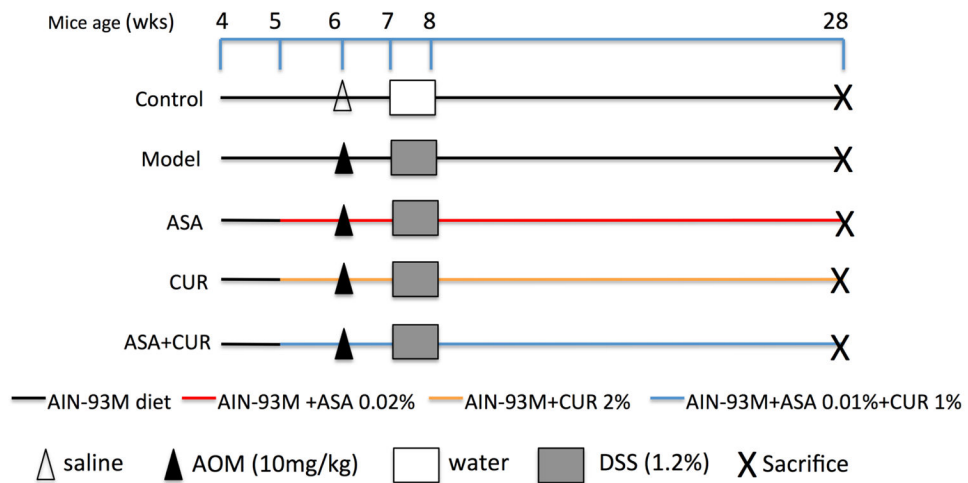 Mice age (wks) 4 5 6 7 8 28
Control
Model
ASA
CUR
ASA+CUR
AIN-93M diet AIN-93M +ASA 0.02% AIN-93M+CUR 2% AIN-93M+ASA 0.01%+CUR 1%
saline AOM (10mg/kg) water DSS (1.2%) Sacrifice